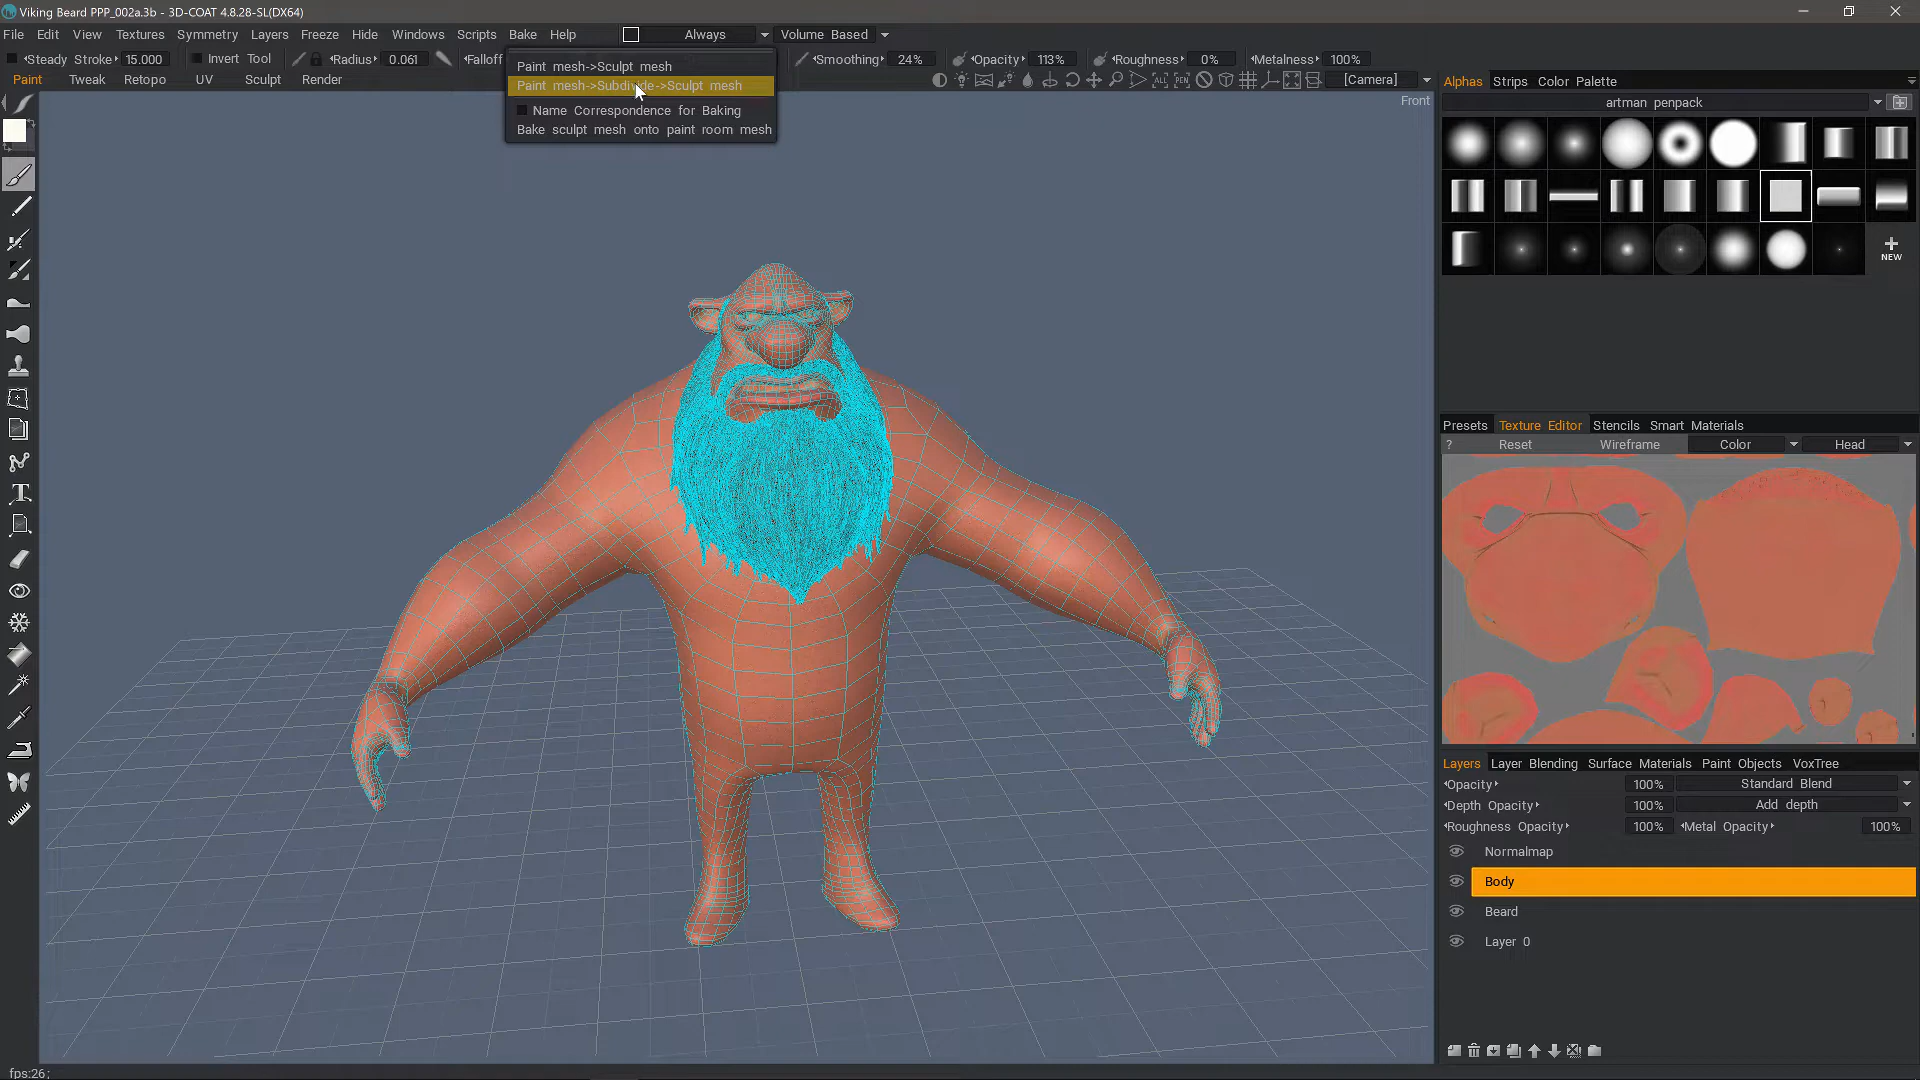 Viking Beard PPP_002a.3b - 3D-COAT 4.8.28-SL(DX64)
File Edit View Textures Symmetry Layers Freeze Hide Windows Scripts Bake Help Always Volume Based
Steady Stroke 15.000 Invert Tool Radius 0.061 Falloff Smoothing 24% Opacity 113% Roughness 0% Metalness 100%
Paint Tweak Retopo UV Sculpt Render [Camera]
Paint mesh->Sculpt mesh
Paint mesh->Subdivide->Sculpt mesh
Name Correspondence for Baking
Bake sculpt mesh onto paint room mesh
Front
Alphas Strips Color Palette
artman penpack
NEW
Presets Texture Editor Stencils Smart Materials
? Reset Wireframe Color Head
Layers Layer Blending Surface Materials Paint Objects VoxTree
Opacity 100% Standard Blend
Depth Opacity 100% Add depth
Roughness Opacity 100% Metal Opacity 100%
Normalmap
Body
Beard
Layer 0
fps:26;